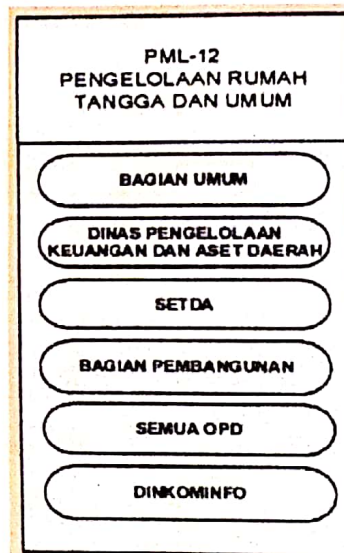 PML-12
PENGELOLAAN RUMAH
TANGGA DAN UMUM
BAGIAN UMUM
DINAS PENGELOLAAN
KEUANGAN DAN ASET DAERAH
SETDA
BAGIAN PEMBANGUNAN
SEMUA OPD
DINKOMINFO